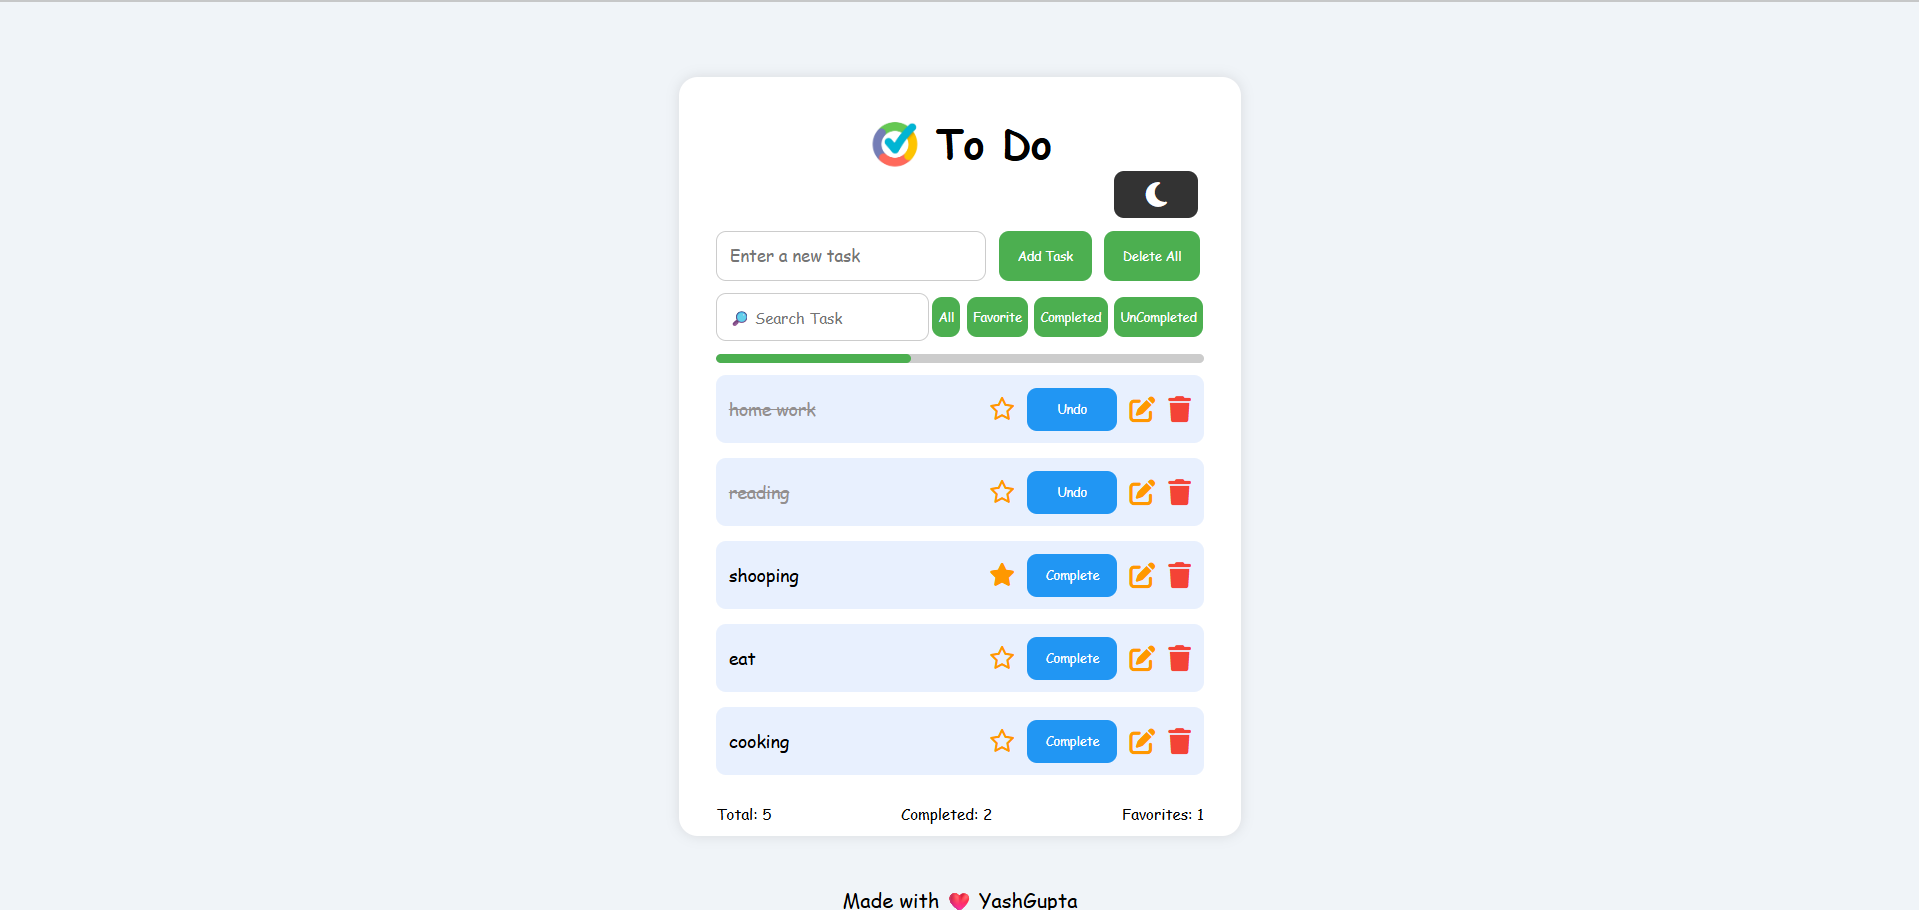 To Do
Enter a new task Add Task Delete All
Search Task All Favorite Completed UnCompleted
home work Undo
reading Undo
shooping Complete
eat Complete
cooking Complete
Total: 5 Completed: 2 Favorites: 1
Made with ❤️ YashGupta